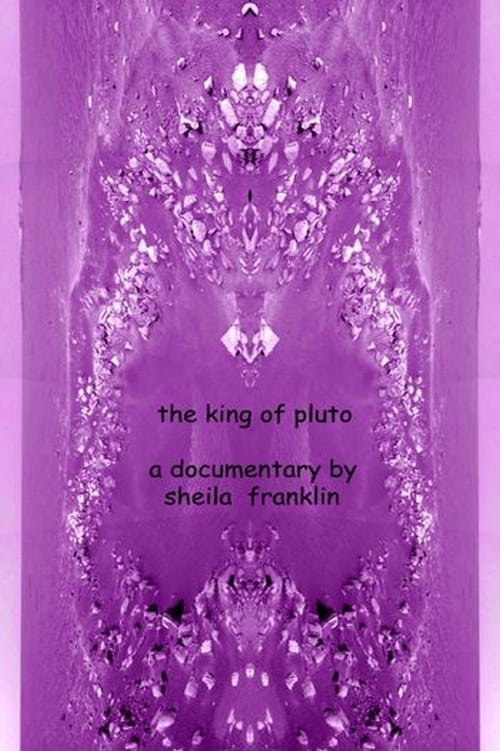 the king of pluto
a documentary by
sheila franklin